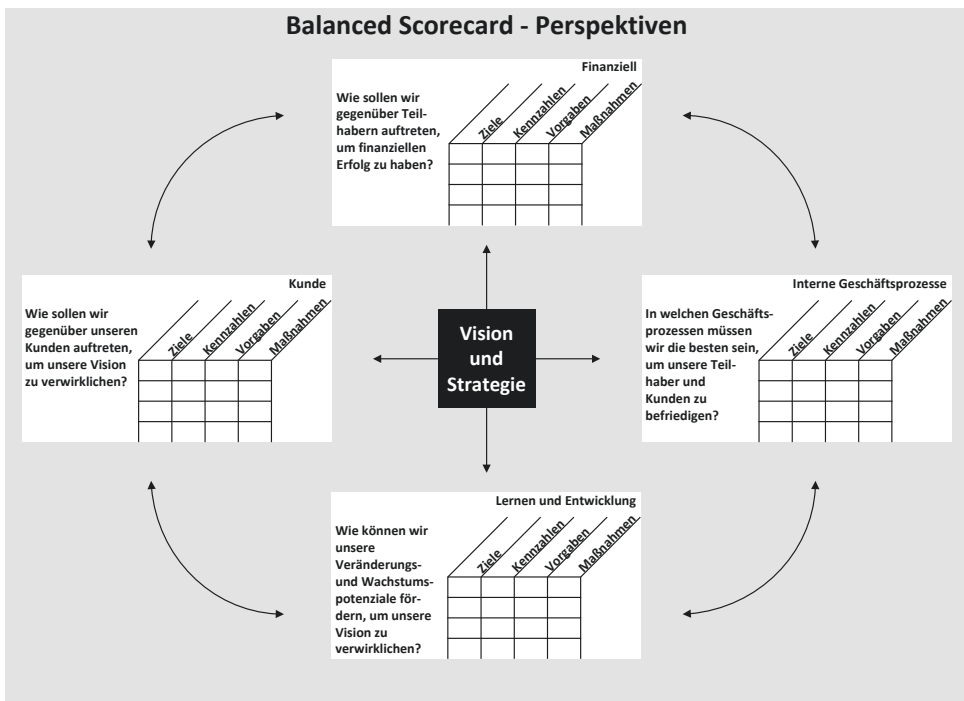 Balanced Scorecard - Perspektiven
Finanziell
Wie sollen wir
gegenüber Teil-
habern auftreten,
um finanziellen
Erfolg zu haben?
Ziele
Kennzahlen
Vorgaben
Maßnahmen
Kunde
Wie sollen wir
gegenüber unseren
Kunden auftreten,
um unsere Vision
zu verwirklichen?
Ziele
Kennzahlen
Vorgaben
Maßnahmen
Vision
und
Strategie
Interne Geschäftsprozesse
In welchen Geschäfts-
prozessen müssen
wir die besten sein,
um unsere Teil-
haber und
Kunden zu
befriedigen?
Ziele
Kennzahlen
Vorgaben
Maßnahmen
Lernen und Entwicklung
Wie können wir
unsere
Veränderungs-
und Wachstums-
potenziale för-
dern, um unsere
Vision zu
verwirklichen?
Ziele
Kennzahlen
Vorgaben
Maßnahmen